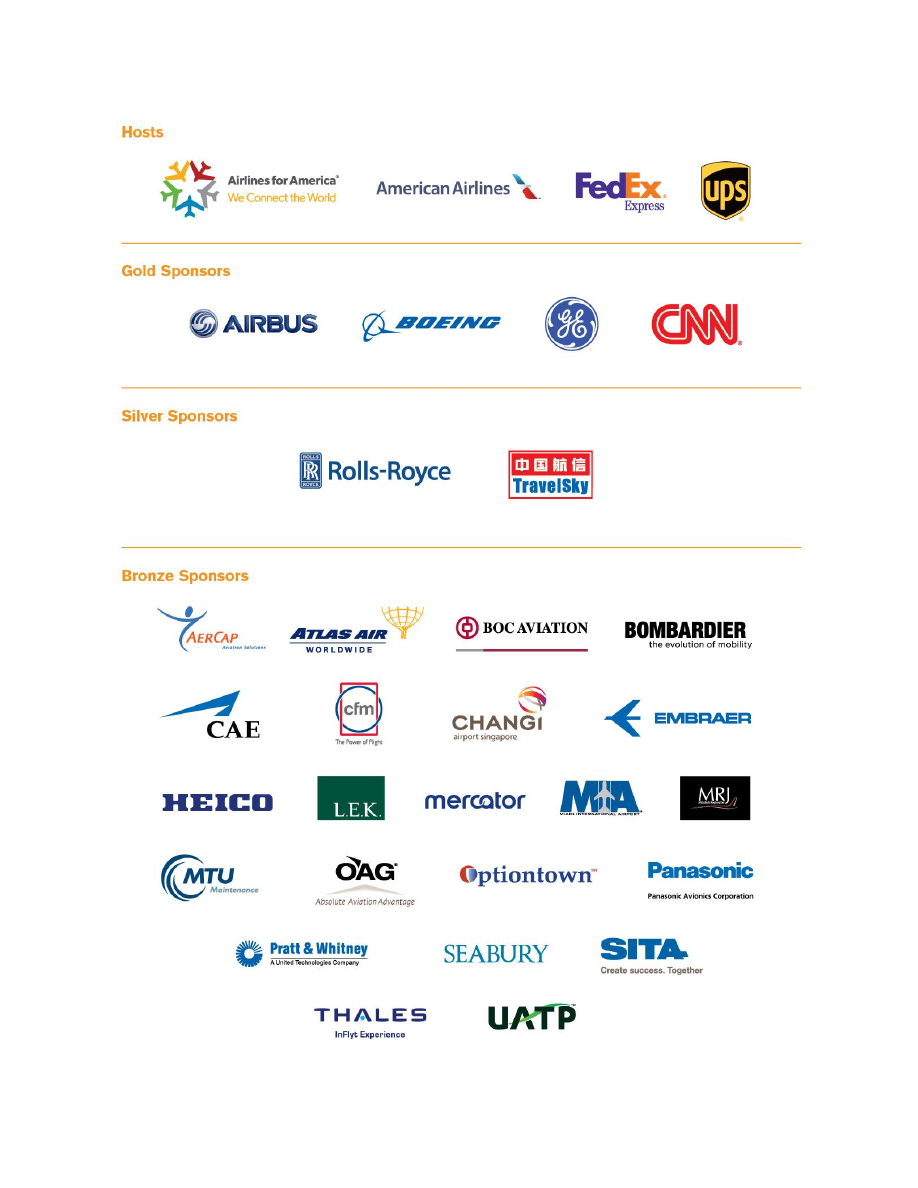 Hosts
Airlines for America®
We Connect the World
American Airlines
FedEx®
Express
ups
Gold Sponsors
AIRBUS
BOEING
GE
CNN®
Silver Sponsors
ROLLS
RR
ROYCE
Rolls-Royce
中国航信
TravelSky
Bronze Sponsors
AERCAP
Aviation Solutions
ATLAS AIR
WORLDWIDE
BOC AVIATION
BOMBARDIER
the evolution of mobility
CAE
cfm
The Power of Flight
CHANGI
airport singapore
EMBRAER
HEICO
L.E.K.
mercator
MIA
MIAMI INTERNATIONAL AIRPORT
MRJ
MTU
Maintenance
OAG
Absolute Aviation Advantage
Optiontown™
Panasonic
Panasonic Avionics Corporation
Pratt & Whitney
A United Technologies Company
SEABURY
SITA
Create success. Together
THALES
InFlyt Experience
UATP™